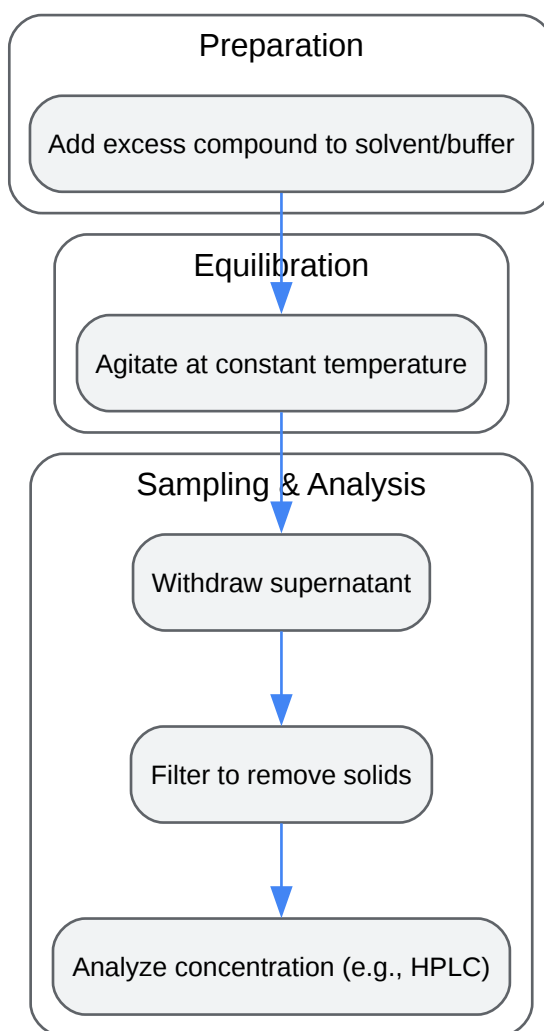 Preparation
Add excess compound to solvent/buffer
Equilibration
Agitate at constant temperature
Sampling & Analysis
Withdraw supernatant
Filter to remove solids
Analyze concentration (e.g., HPLC)